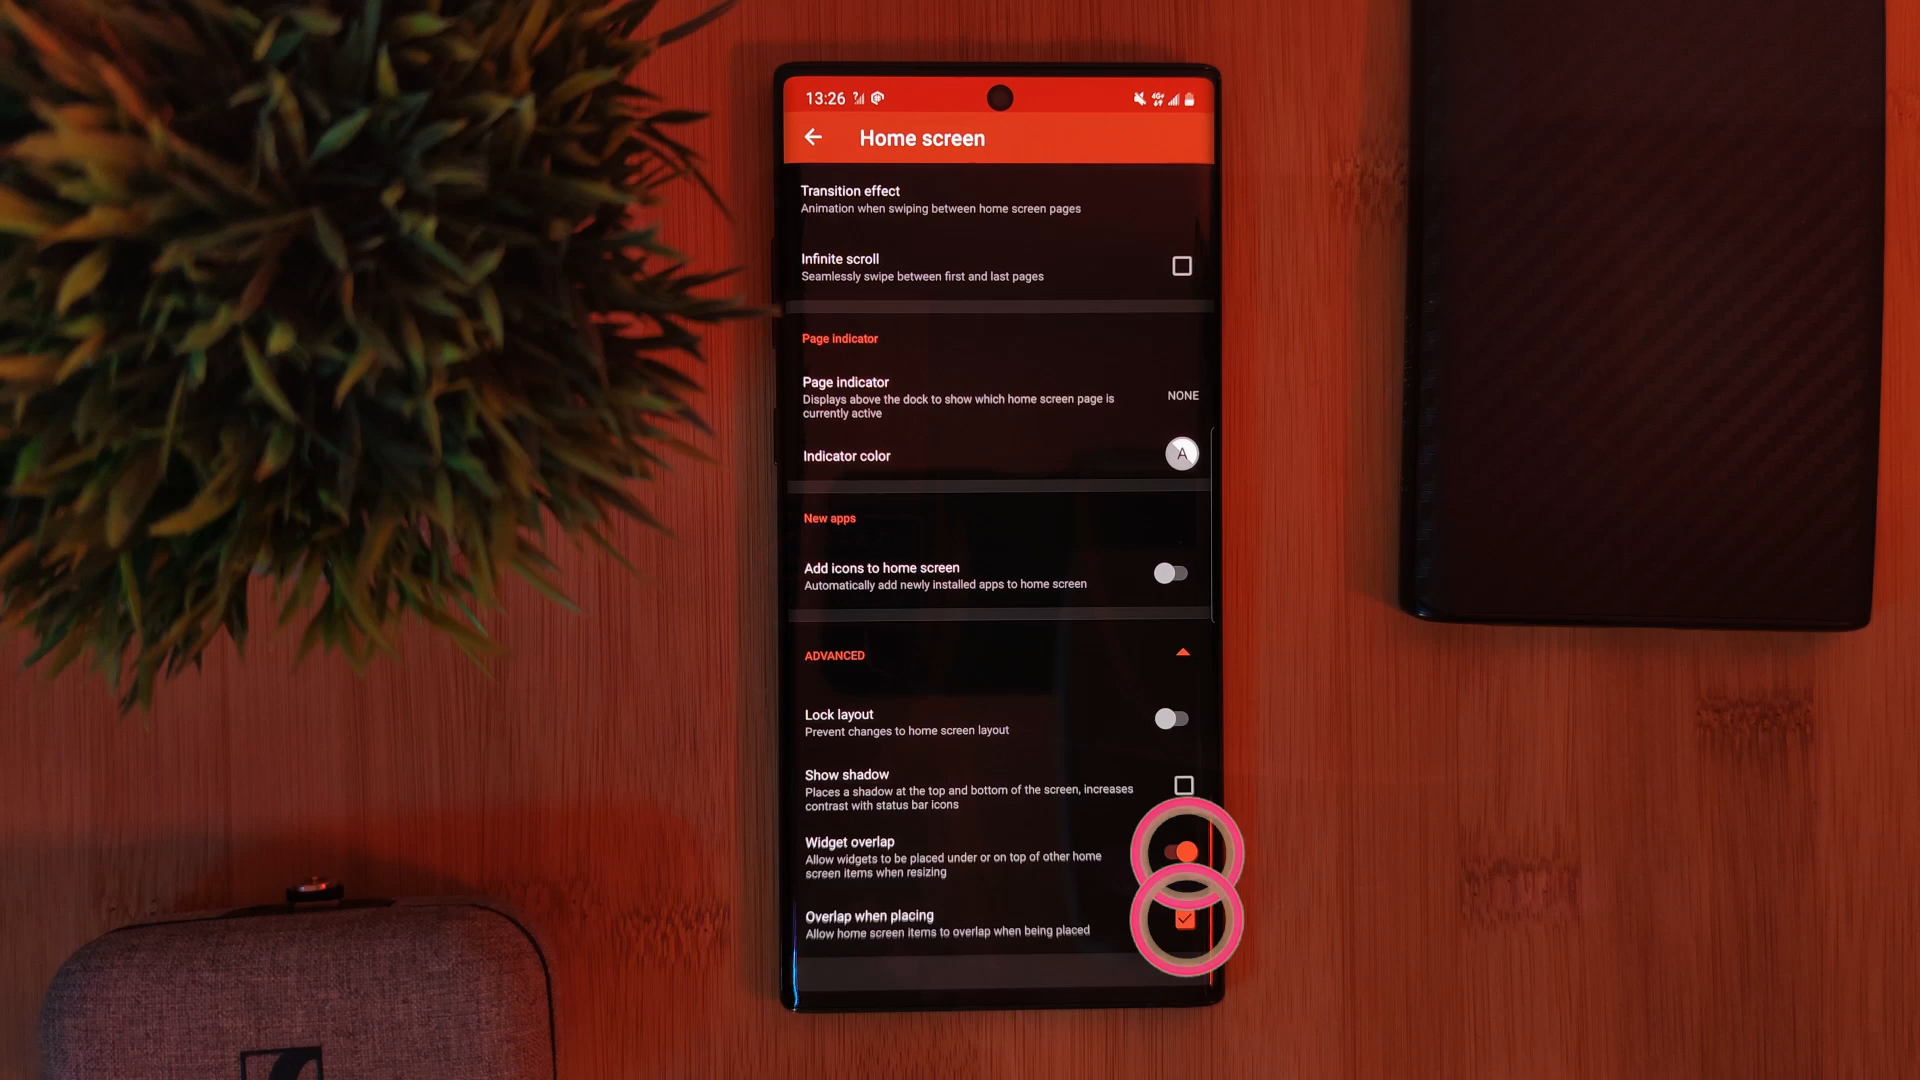 13:26
Home screen
Transition effect
Animation when swiping between home screen pages
Infinite scroll
Seamlessly swipe between first and last pages
Page indicator
Page indicator
Displays above the dock to show which home screen page is
currently active
NONE
Indicator color
A
New apps
Add icons to home screen
Automatically add newly installed apps to home screen
ADVANCED
Lock layout
Prevent changes to home screen layout
Show shadow
Places a shadow at the top and bottom of the screen, increases
contrast with status bar icons
Widget overlap
Allow widgets to be placed under or on top of other home
screen items when resizing
Overlap when placing
Allow home screen items to overlap when being placed